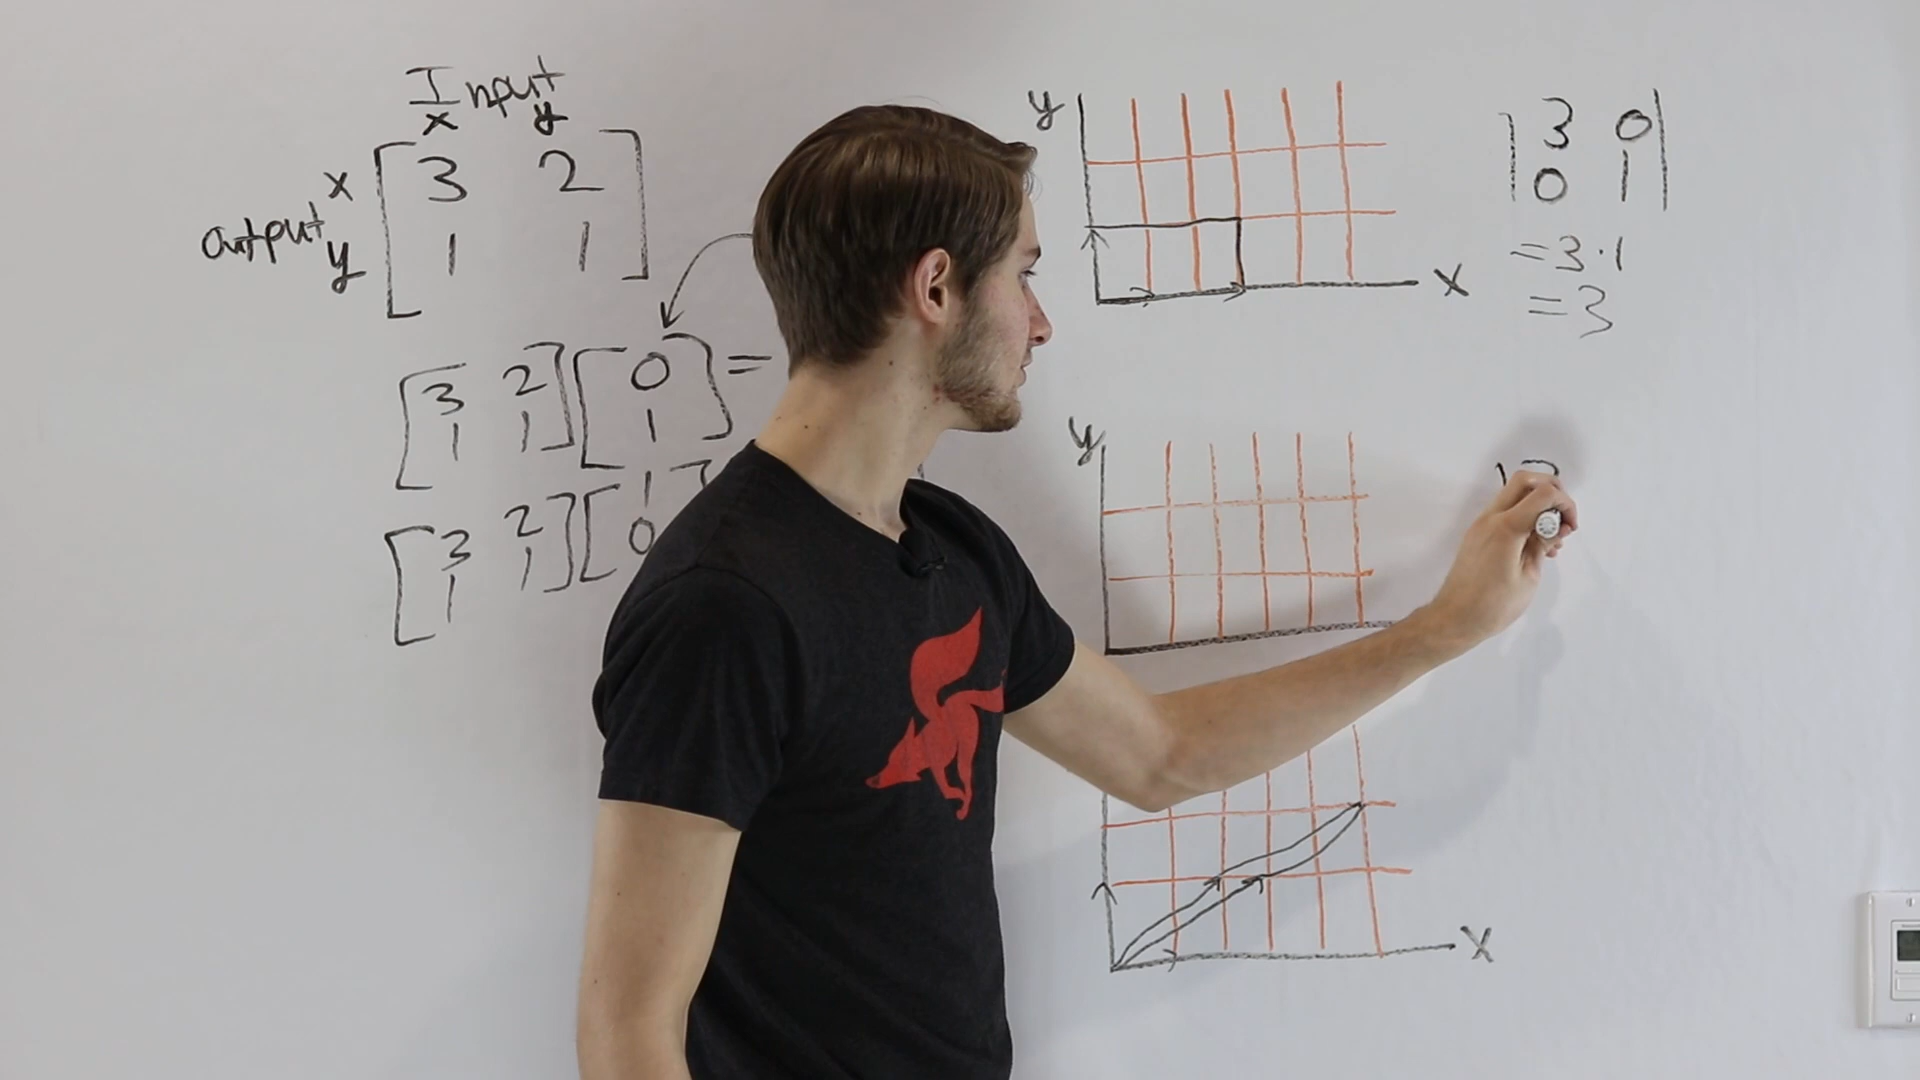 Input
x y
x 3 2
output
y 1 1
3 2 0 =
1 1 1
3 2 1
1 1 0
y
x
3 0
0 1
=3·1
=3
y
x